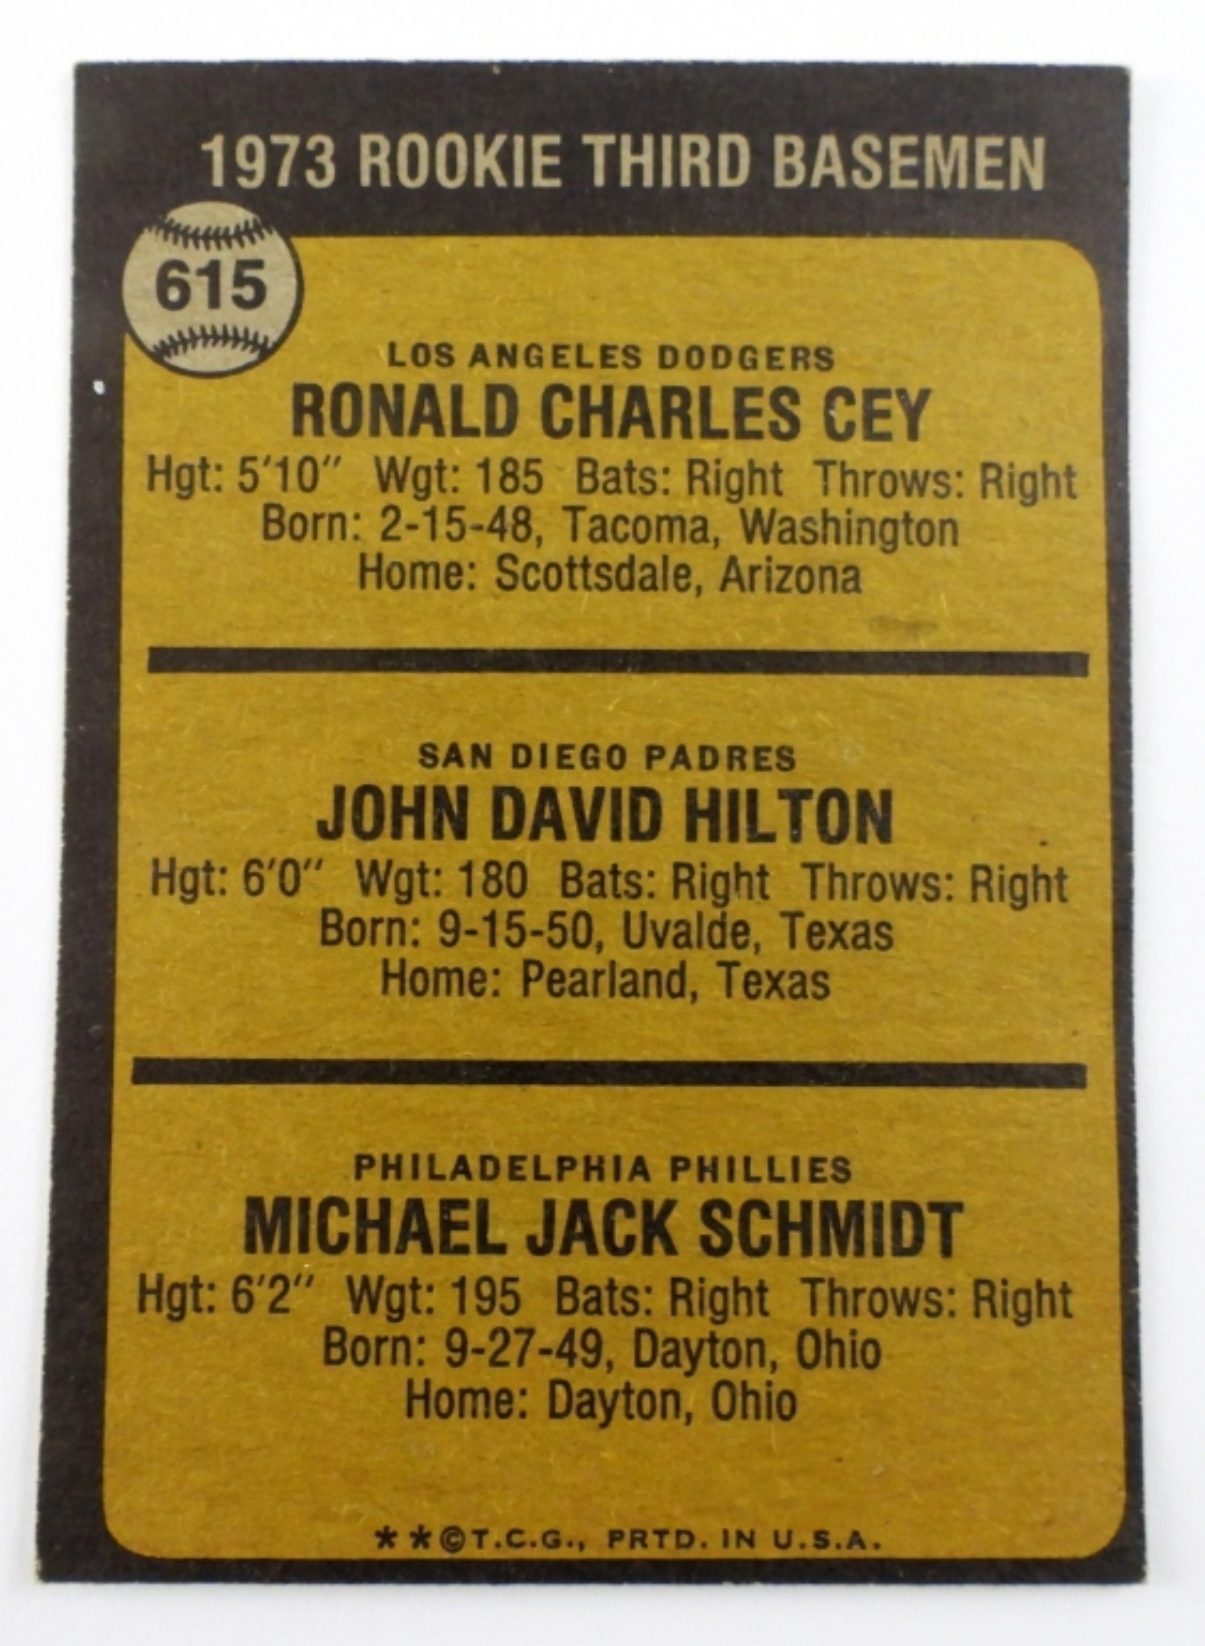 1973 ROOKIE THIRD BASEMEN
615
LOS ANGELES DODGERS
RONALD CHARLES CEY
Hgt: 5'10" Wgt: 185 Bats: Right Throws: Right
Born: 2-15-48, Tacoma, Washington
Home: Scottsdale, Arizona
SAN DIEGO PADRES
JOHN DAVID HILTON
Hgt: 6'0" Wgt: 180 Bats: Right Throws: Right
Born: 9-15-50, Uvalde, Texas
Home: Pearland, Texas
PHILADELPHIA PHILLIES
MICHAEL JACK SCHMIDT
Hgt: 6'2" Wgt: 195 Bats: Right Throws: Right
Born: 9-27-49, Dayton, Ohio
Home: Dayton, Ohio
**©T.C.G., PRTD. IN U.S.A.